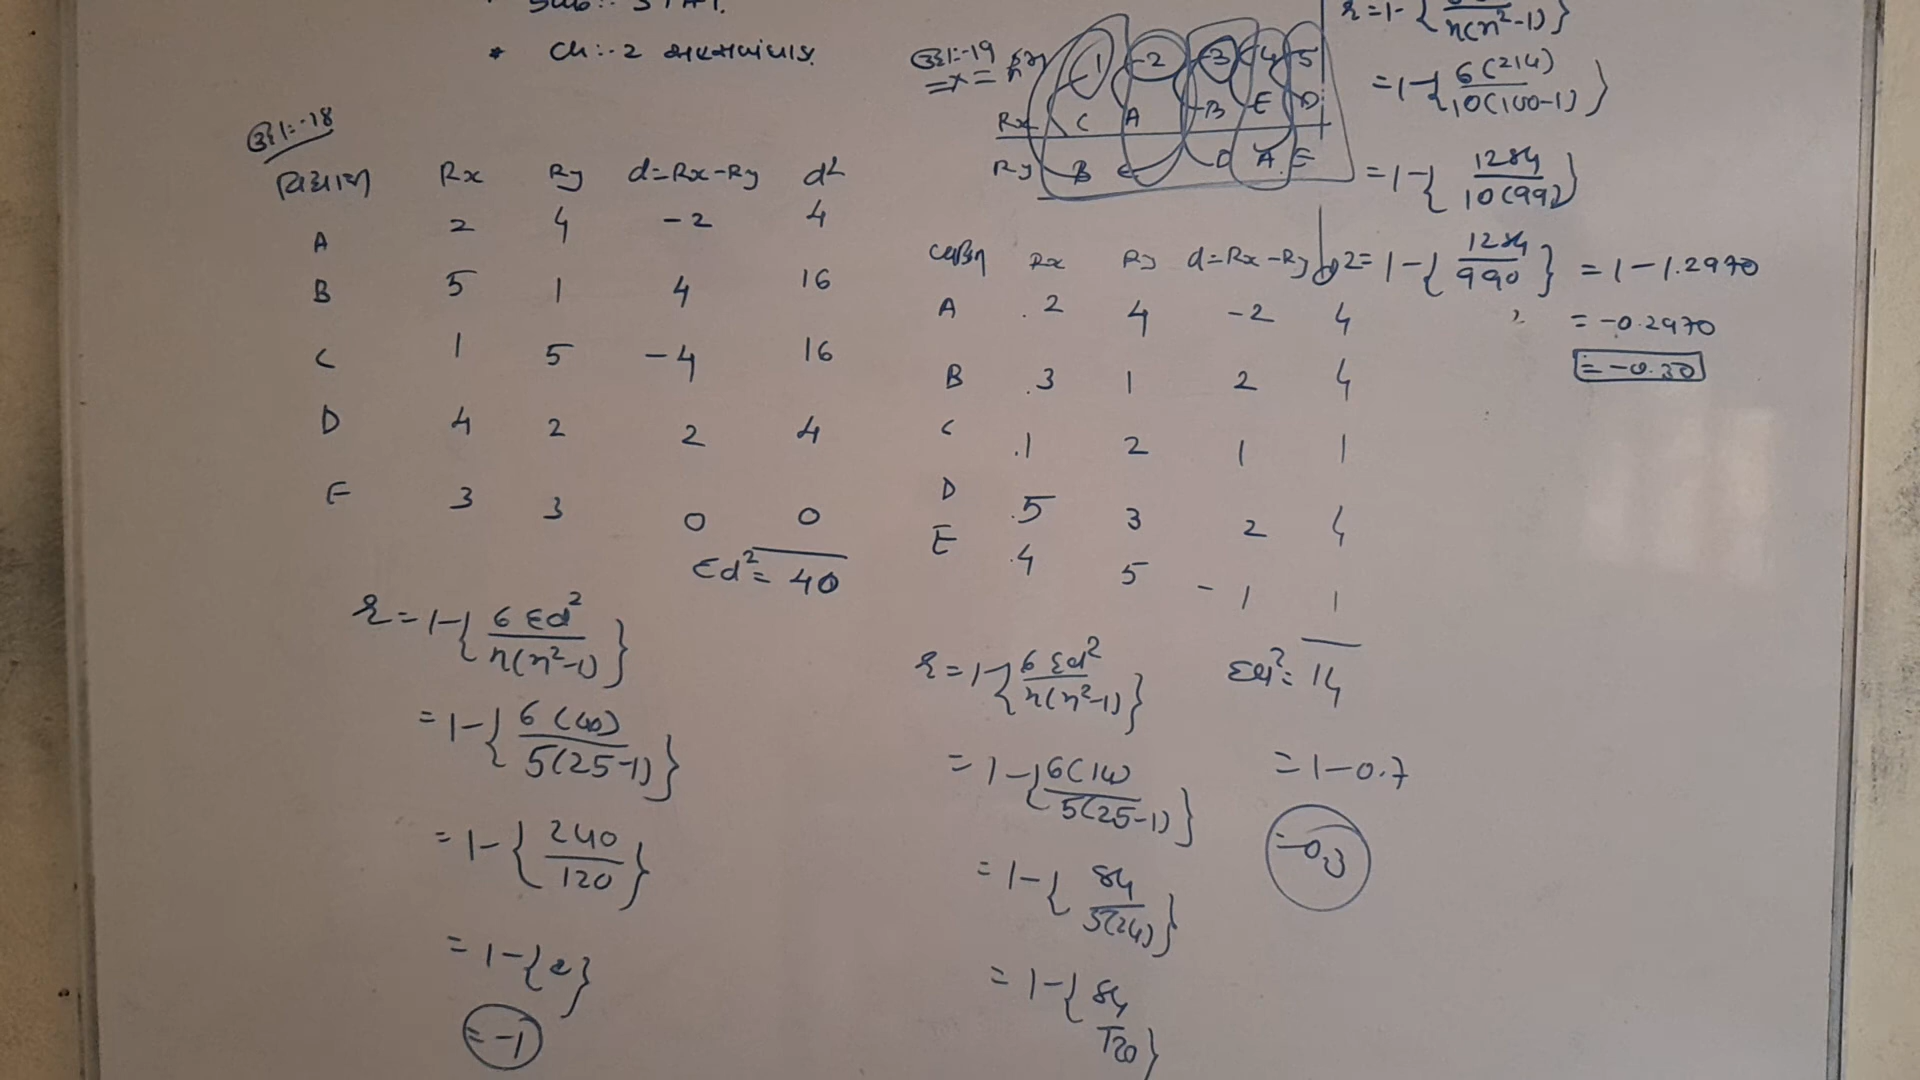 Sub:- STAT.
* Ch:-2
ઉદા:-18
Rx Ry d=Rx-Ry d²
A 2 4 -2 4
B 5 1 4 16
C 1 5 -4 16
D 4 2 2 4
E 3 3 0 0
Σd²= 40
r=1-{6Σd²/n(n²-1)}
=1-{6(40)/5(25-1)}
=1-{240/120}
=1-{2}
=-1
ઉદા:-19
1 2 3 4 5
Rx C A B E D
Ry B C D A E
Rx Ry d=Rx-Ry d²
A 2 4 -2 4
B 3 1 2 4
C 1 2 1 1
D 5 3 2 4
E 4 5 -1 1
Σd²= 14
r=1-{6Σd²/n(n²-1)}
=1-{6(14)/5(25-1)}
=1-{84/5(24)}
=1-{84/120}
=1-0.7
=0.3
r=1-{n(n²-1)}
=1-{6(214)/10(100-1)}
=1-{1284/10(99)}
=1-{1284/990} =1-1.2970
=-0.2970
=-0.30